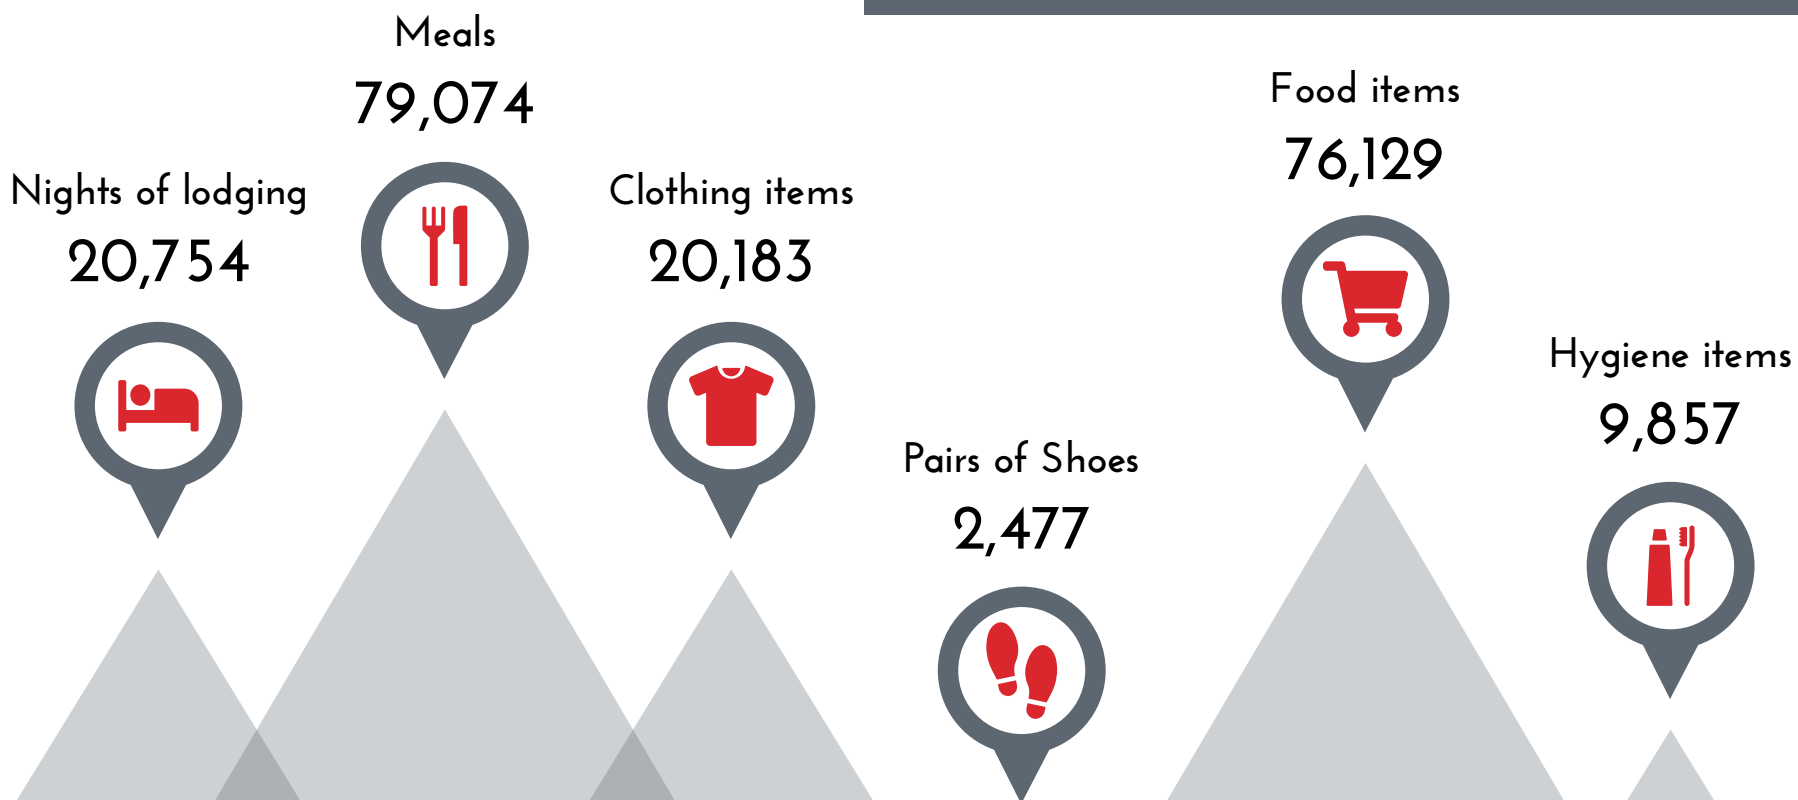 Meals
79,074
Nights of lodging
20,754
Clothing items
20,183
Pairs of Shoes
2,477
Food items
76,129
Hygiene items
9,857